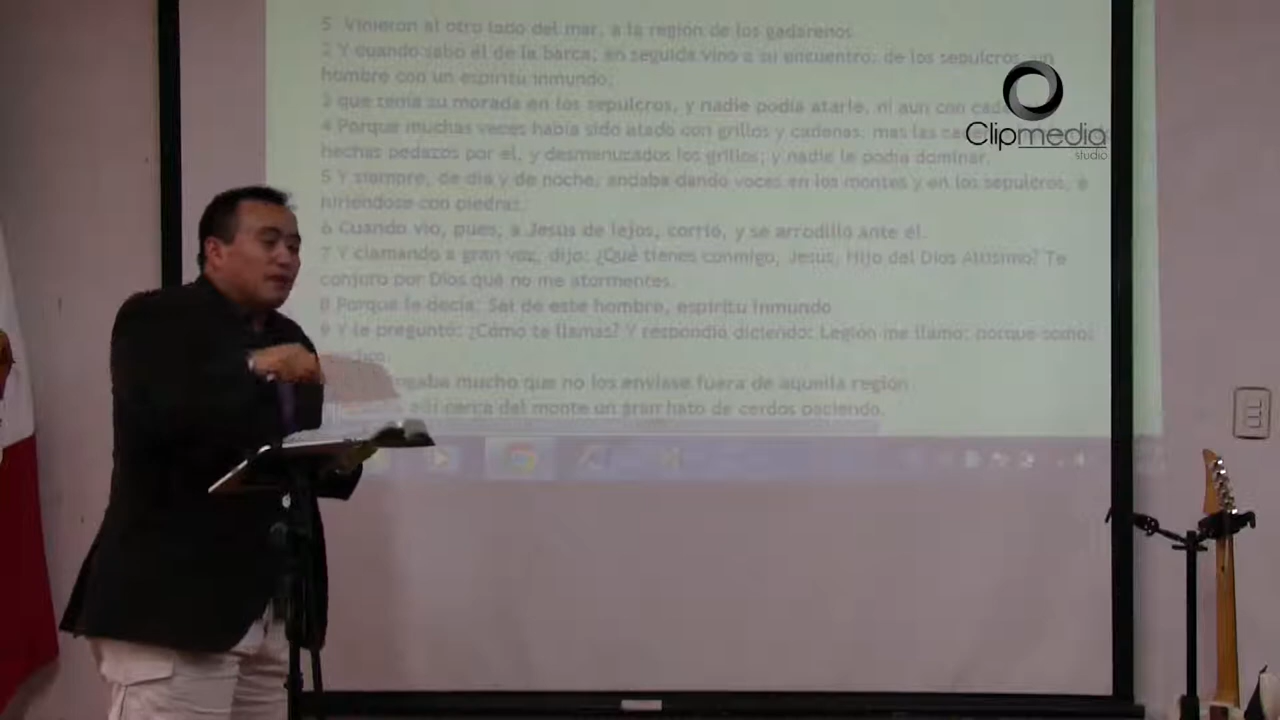 5 Vinieron al otro lado del mar, a la región de los gadarenos.
2 Y cuando salió él de la barca, en seguida vino a su encuentro, de los sepulcros, un
hombre con un espíritu inmundo,
3 que tenía su morada en los sepulcros, y nadie podía atarle, ni aun con
4 Porque muchas veces había sido atado con grillos y cadenas, mas las
hechas pedazos por él, y desmenuzados los grillos; y nadie le podía dominar.
5 Y siempre, de día y de noche, andaba dando voces en los montes y en los sepulcros, e
hiriéndose con piedras.
6 Cuando vio, pues, a Jesús de lejos, corrió, y se arrodilló ante él.
7 Y clamando a gran voz, dijo: ¿Qué tienes conmigo, Jesús, Hijo del Dios Altísimo? Te
conjuro por Dios que no me atormentes.
8 Porque le decía: Sal de este hombre, espíritu inmundo
9 Y le preguntó: ¿Cómo te llamas? Y respondió diciendo: Legión me llamo; porque somos
mucho que no los enviase fuera de aquella región
cerca del monte un gran hato de cerdos paciendo.
Clipmedia
studio